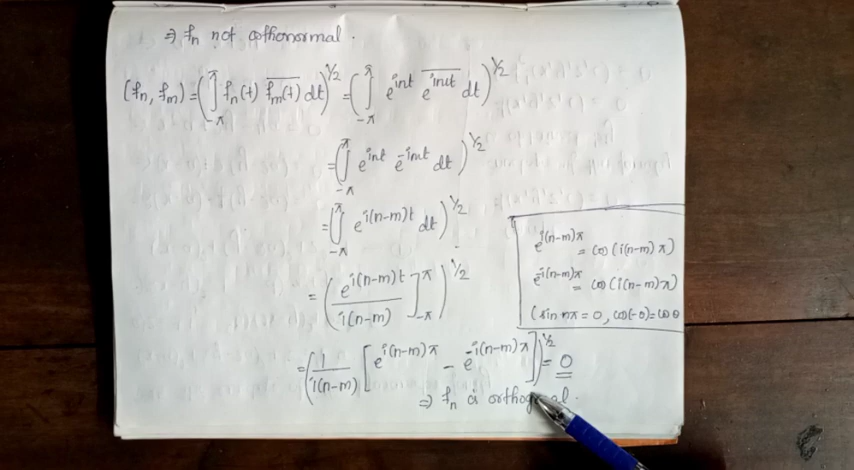 ⇒ fn not orthonormal.
(fn, fm) = (∫_{-π}^{π} fn(t) \overline{fm(t)} dt)^{1/2} = (∫_{-π}^{π} e^{int} \overline{e^{imt}} dt)^{1/2}
= (∫_{-π}^{π} e^{int} e^{-imt} dt)^{1/2}
= (∫_{-π}^{π} e^{i(n-m)t} dt)^{1/2}
= (e^{i(n-m)t}/i(n-m)]_{-π}^{π})^{1/2}
= (1/i(n-m) [e^{i(n-m)π} - e^{-i(n-m)π}])^{1/2} = 0
⇒ fn is orthogonal.
e^{i(n-m)π} = cos(i(n-m)π)
e^{-i(n-m)π} = cos(i(n-m)π)
(sin nπ = 0, cos(-θ) = cos θ